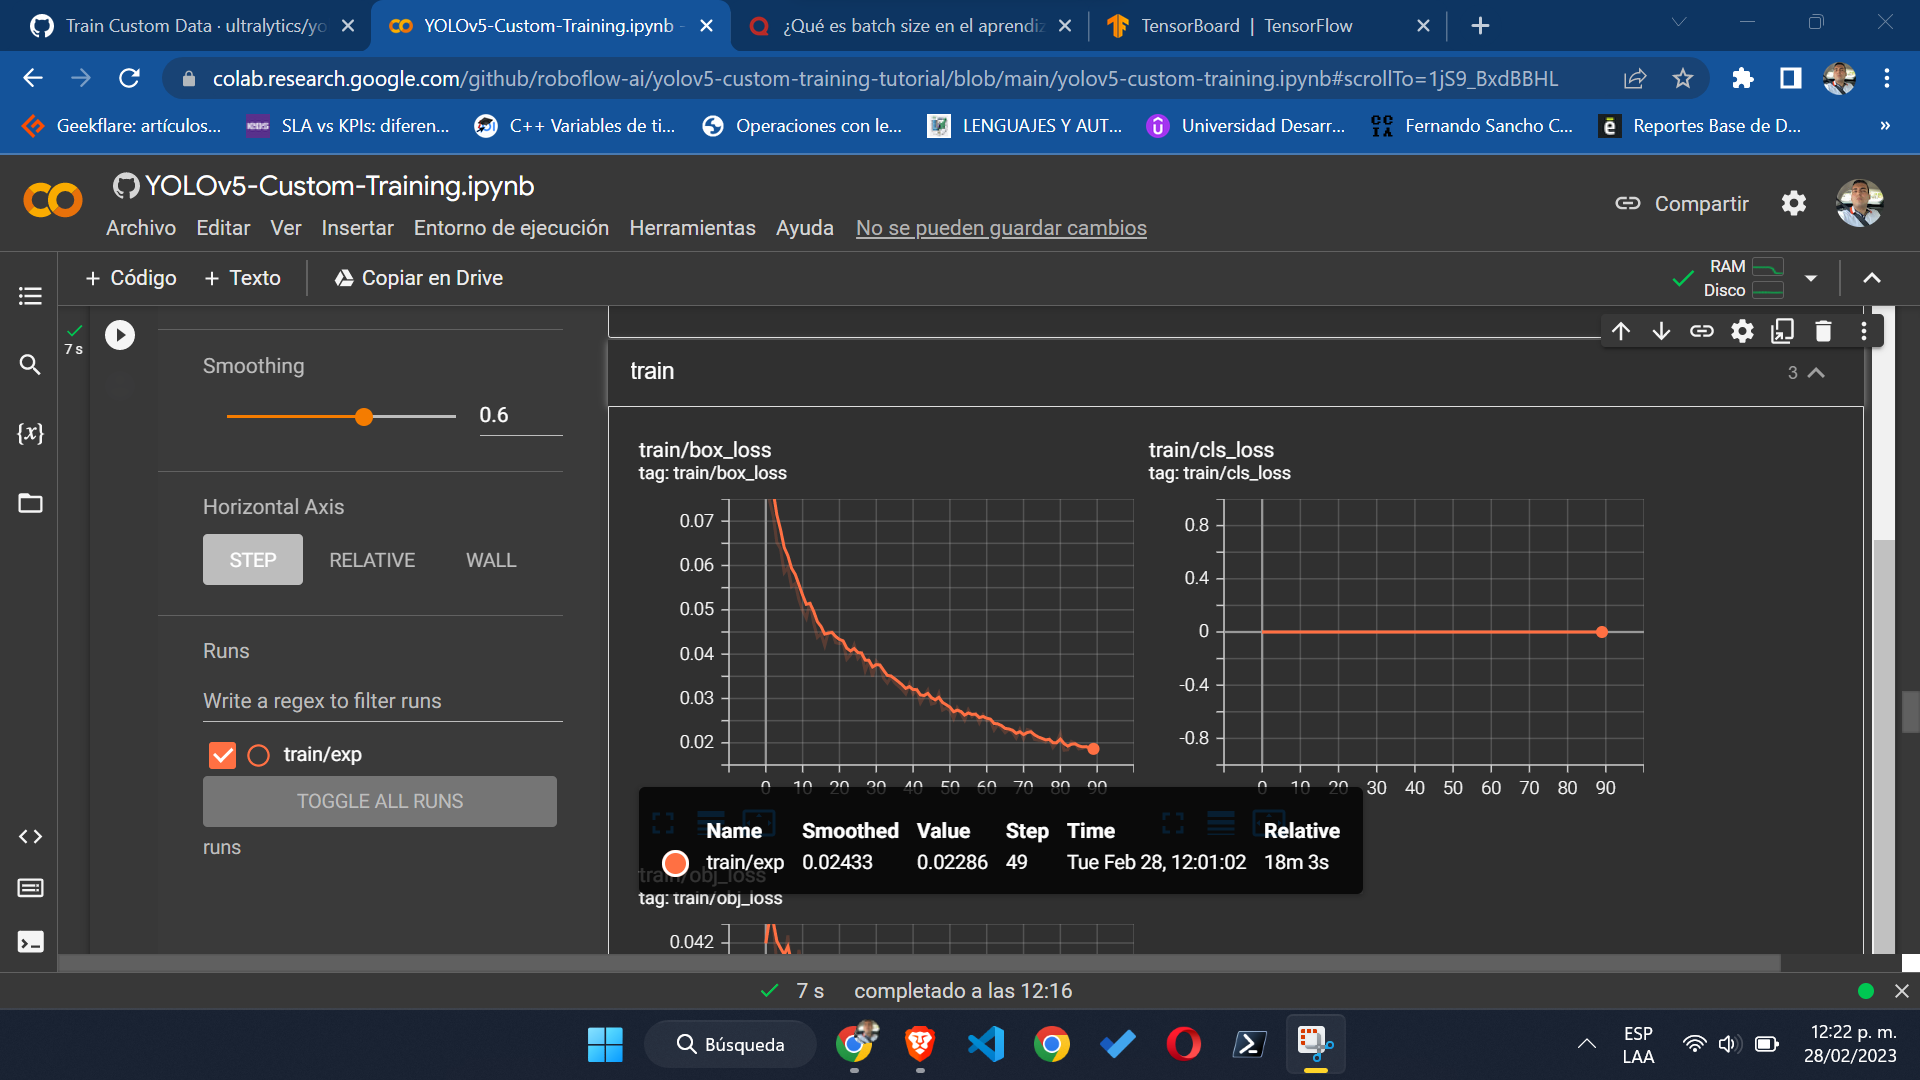 Train Custom Data · ultralytics/yo
YOLOv5-Custom-Training.ipynb -
¿Qué es batch size en el aprendiz
TensorBoard | TensorFlow
colab.research.google.com/github/roboflow-ai/yolov5-custom-training-tutorial/blob/main/yolov5-custom-training.ipynb#scrollTo=1jS9_BxdBBHL
Geekflare: artículos...
SLA vs KPIs: diferen...
C++ Variables de ti...
Operaciones con le...
LENGUAJES Y AUT...
Universidad Desarr...
Fernando Sancho C...
Reportes Base de D...
»
YOLOv5-Custom-Training.ipynb
Archivo Editar Ver Insertar Entorno de ejecución Herramientas Ayuda No se pueden guardar cambios
Compartir
+ Código + Texto Copiar en Drive
RAM
Disco
7 s
Smoothing
0.6
Horizontal Axis
STEP RELATIVE WALL
Runs
Write a regex to filter runs
train/exp
TOGGLE ALL RUNS
runs
train
3
train/box_loss
tag: train/box_loss
0.07
0.06
0.05
0.04
0.03
0.02
0 10 20 30 40 50 60 70 80 90
train/cls_loss
tag: train/cls_loss
0.8
0.4
0
-0.4
-0.8
0 10 20 30 40 50 60 70 80 90
Name Smoothed Value Step Time Relative
train/exp 0.02433 0.02286 49 Tue Feb 28, 12:01:02 18m 3s
train/obj_loss
tag: train/obj_loss
0.042
7 s completado a las 12:16
Búsqueda
ESP
LAA
12:22 p. m.
28/02/2023